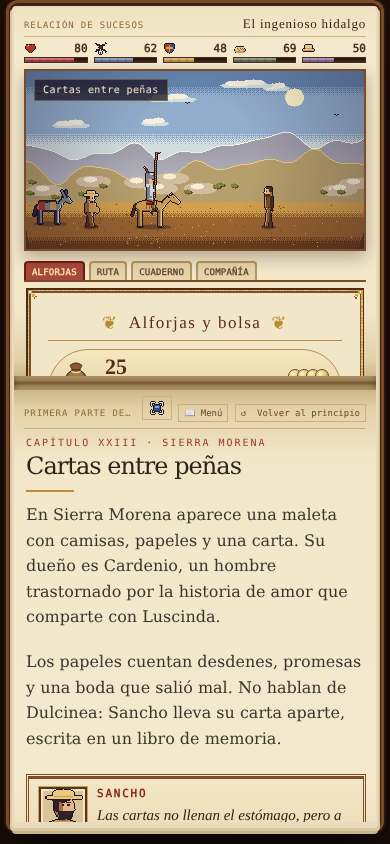 RELACIÓN DE SUCESOS
El ingenioso hidalgo
80
62
48
69
50
Cartas entre peñas
ALFORJAS
RUTA
CUADERNO
COMPAÑÍA
Alforjas y bolsa
25
PRIMERA PARTE DE…
Menú
↺ Volver al principio
CAPÍTULO XXIII · SIERRA MORENA
Cartas entre peñas
En Sierra Morena aparece una maleta
con camisas, papeles y una carta. Su
dueño es Cardenio, un hombre
trastornado por la historia de amor que
comparte con Luscinda.
Los papeles cuentan desdenes, promesas
y una boda que salió mal. No hablan de
Dulcinea: Sancho lleva su carta aparte,
escrita en un libro de memoria.
SANCHO
Las cartas no llenan el estómago, pero a